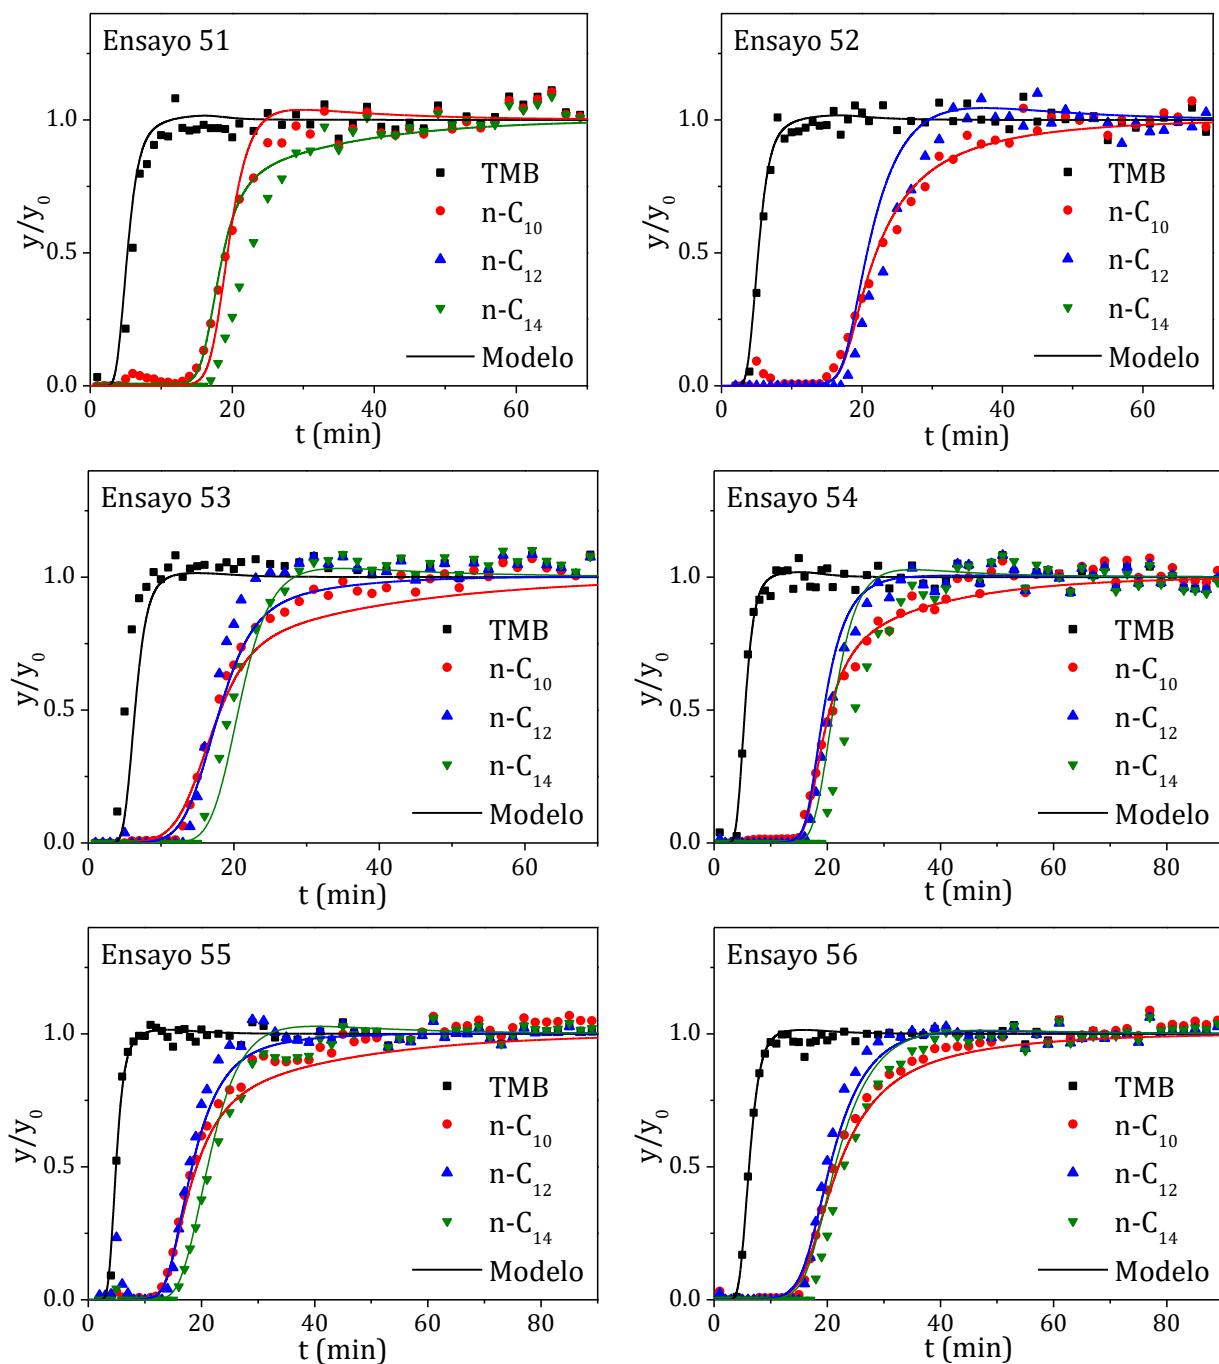 Ensayo 51
1.0
0.5
0.0
y/y₀
TMB
n-C₁₀
n-C₁₂
n-C₁₄
Modelo
0 20 40 60
t (min)
Ensayo 52
1.0
0.5
0.0
y/y₀
TMB
n-C₁₀
n-C₁₂
n-C₁₄
Modelo
0 20 40 60
t (min)
Ensayo 53
1.0
0.5
0.0
y/y₀
TMB
n-C₁₀
n-C₁₂
n-C₁₄
Modelo
0 20 40 60
t (min)
Ensayo 54
1.0
0.5
0.0
y/y₀
TMB
n-C₁₀
n-C₁₂
n-C₁₄
Modelo
0 20 40 60 80
t (min)
Ensayo 55
1.0
0.5
0.0
y/y₀
TMB
n-C₁₀
n-C₁₂
n-C₁₄
Modelo
0 20 40 60 80
t (min)
Ensayo 56
1.0
0.5
0.0
y/y₀
TMB
n-C₁₀
n-C₁₂
n-C₁₄
Modelo
0 20 40 60 80
t (min)